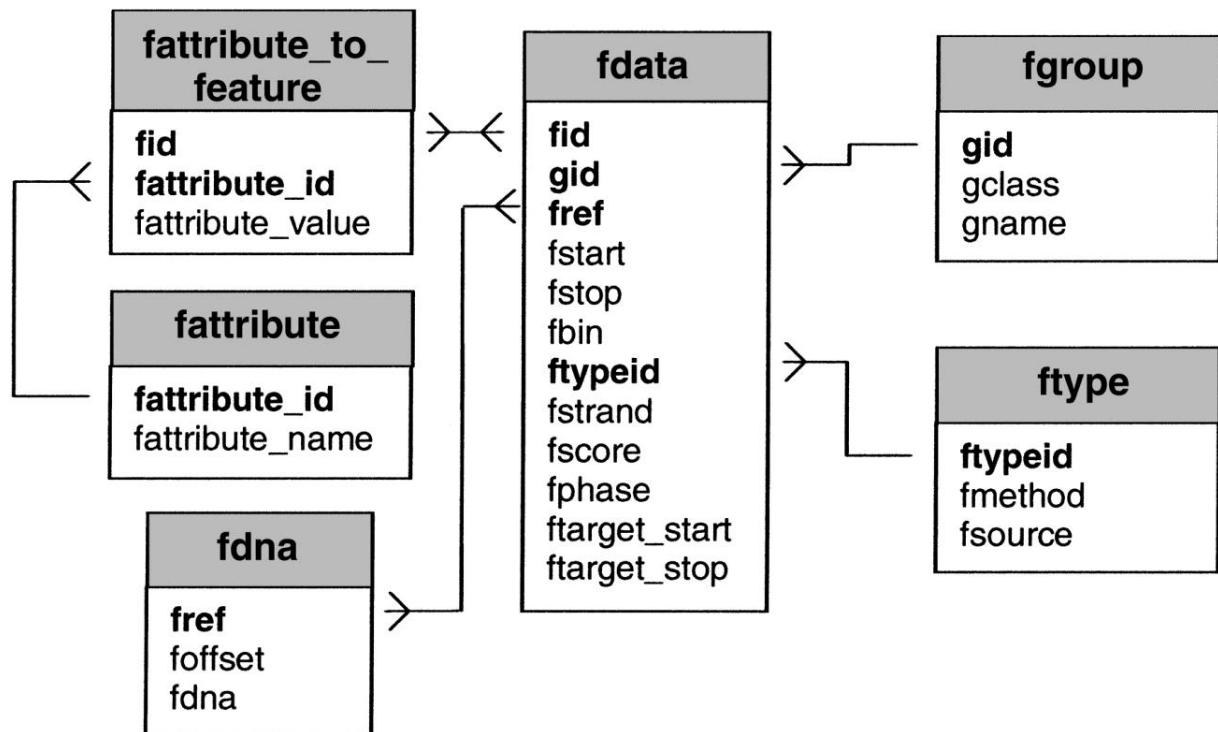 fattribute_to_
feature
fid
fattribute_id
fattribute_value
fattribute
fattribute_id
fattribute_name
fdna
fref
foffset
fdna
fdata
fid
gid
fref
fstart
fstop
fbin
ftypeid
fstrand
fscore
fphase
ftarget_start
ftarget_stop
fgroup
gid
gclass
gname
ftype
ftypeid
fmethod
fsource